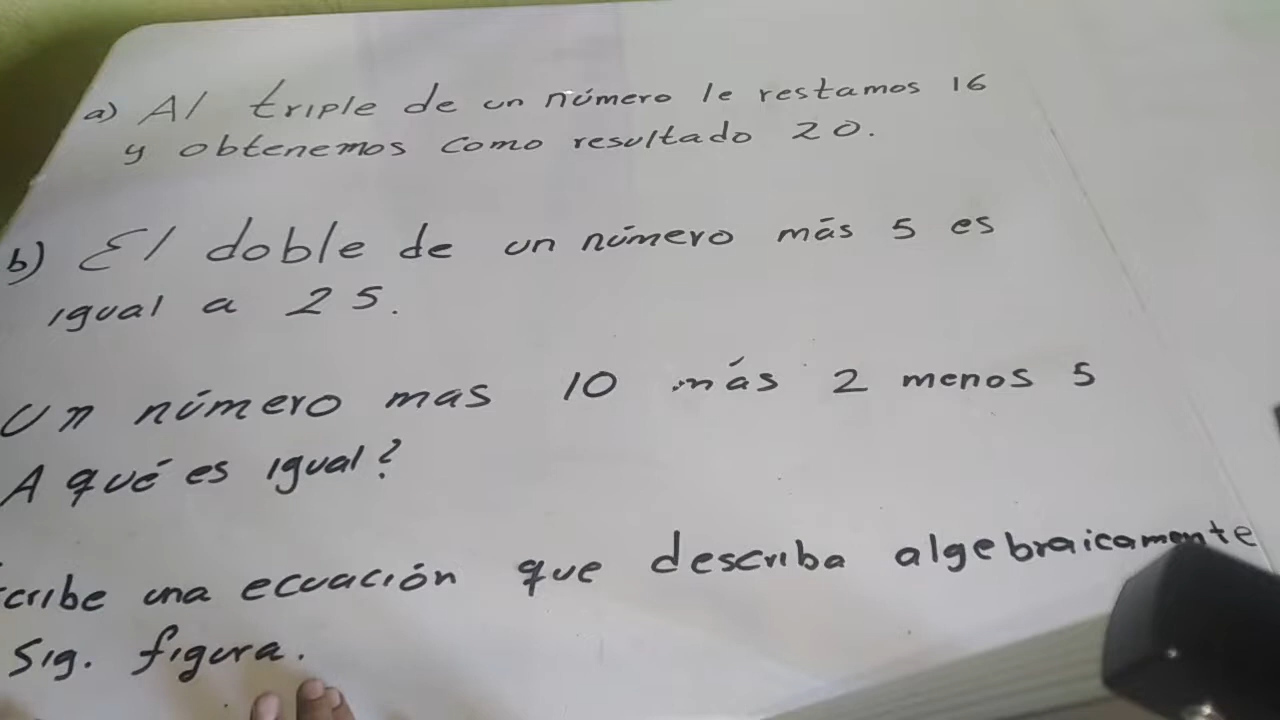 a) Al triple de un número le restamos 16
y obtenemos como resultado 20.
b) El doble de un número más 5 es
igual a 25.
Un número mas 10 más 2 menos 5
A qué es igual?
cribe una ecuación que describa algebraicamente
Sig. figura.